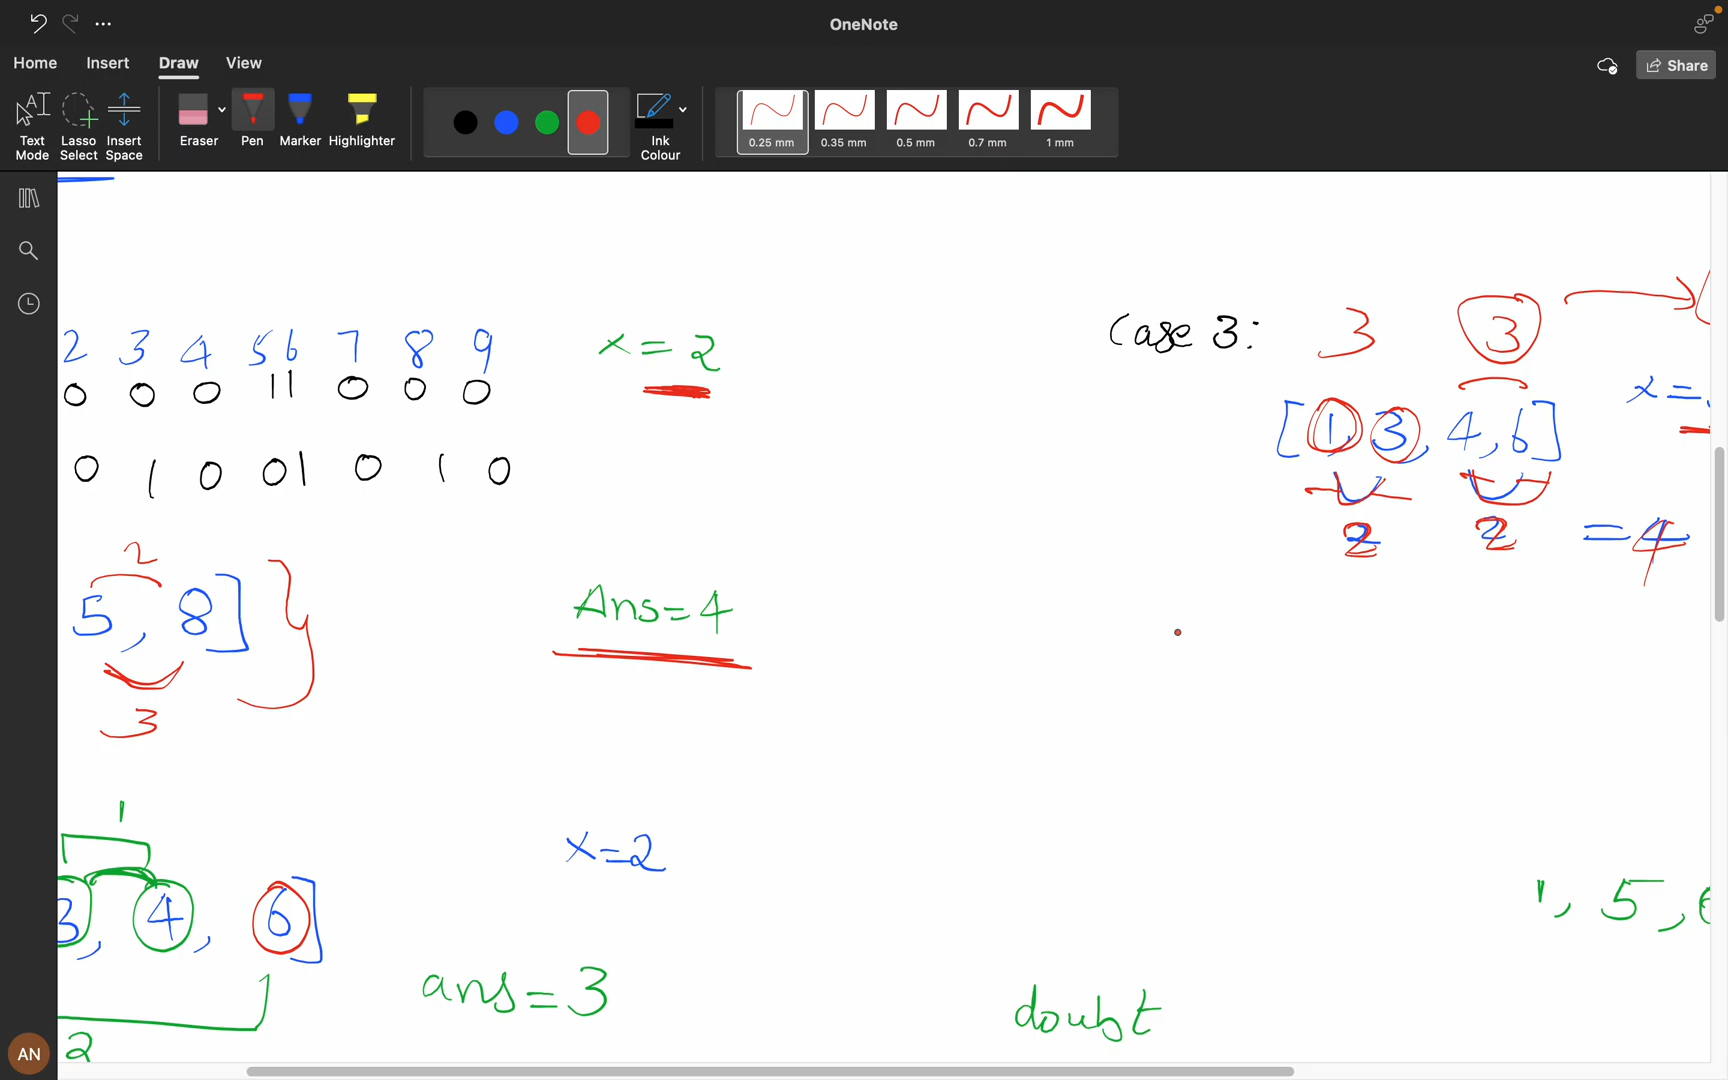 OneNote
Home Insert Draw View
Share
Text Mode
Lasso Select
Insert Space
Eraser
Pen
Marker
Highlighter
Ink Colour
0.25 mm
0.35 mm
0.5 mm
0.7 mm
1 mm
2 3 4 5 6 7 8 9
0 0 0 1 1 0 0 0
x = 2
0 1 0 0 1 0 1 0
2
5, 8]
3
Ans = 4
1
3, 4, 6]
2
x = 2
ans = 3
Case 3:
3 3
[1, 3, 4, 6]
x =
2 2 = 4
1, 5,
doubt
AN